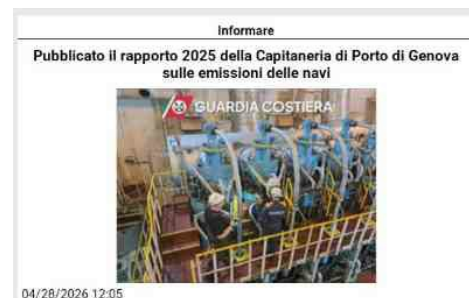 Informare
Pubblicato il rapporto 2025 della Capitaneria di Porto di Genova
sulle emissioni delle navi
GUARDIA COSTIERA
04/28/2026 12:05